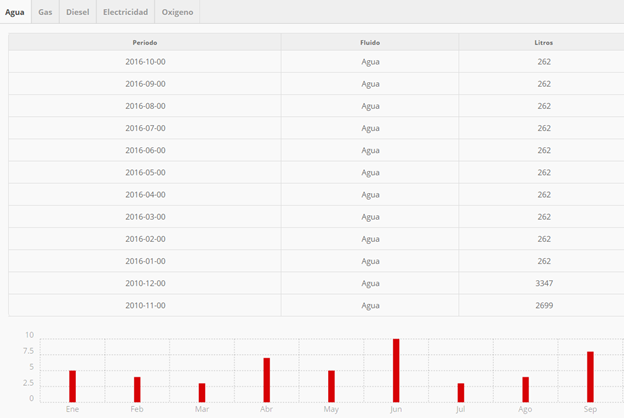 Agua Gas Diesel Electricidad Oxigeno
Periodo Fluido Litros
2016-10-00 Agua 262
2016-09-00 Agua 262
2016-08-00 Agua 262
2016-07-00 Agua 262
2016-06-00 Agua 262
2016-05-00 Agua 262
2016-04-00 Agua 262
2016-03-00 Agua 262
2016-02-00 Agua 262
2016-01-00 Agua 262
2010-12-00 Agua 3347
2010-11-00 Agua 2699
10
7.5
5
2.5
0
Ene Feb Mar Abr May Jun Jul Ago Sep